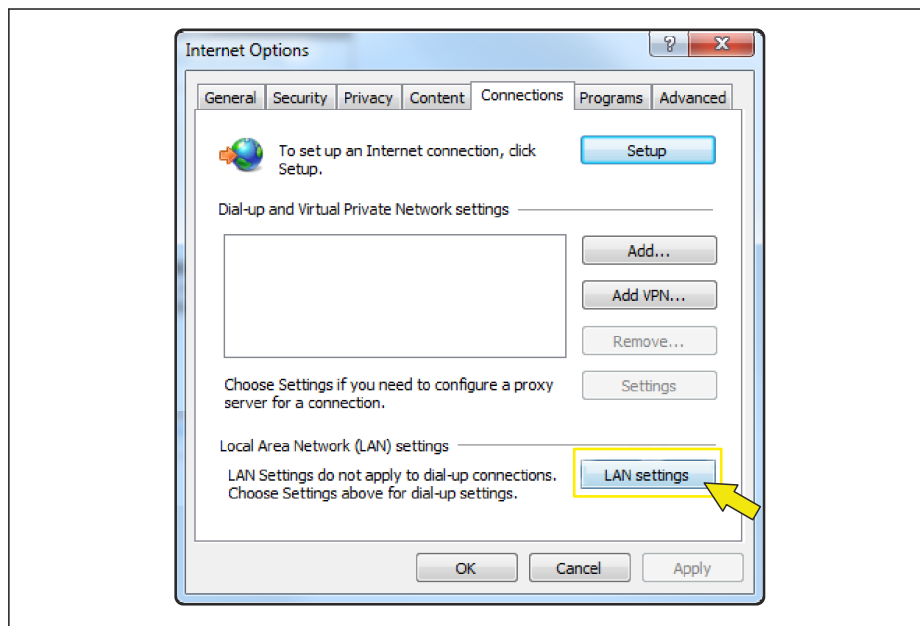 Internet Options
?
X
General Security Privacy Content Connections Programs Advanced
To set up an Internet connection, click
Setup.
Setup
Dial-up and Virtual Private Network settings
Add...
Add VPN...
Remove...
Choose Settings if you need to configure a proxy
server for a connection.
Settings
Local Area Network (LAN) settings
LAN Settings do not apply to dial-up connections.
Choose Settings above for dial-up settings.
LAN settings
OK Cancel Apply